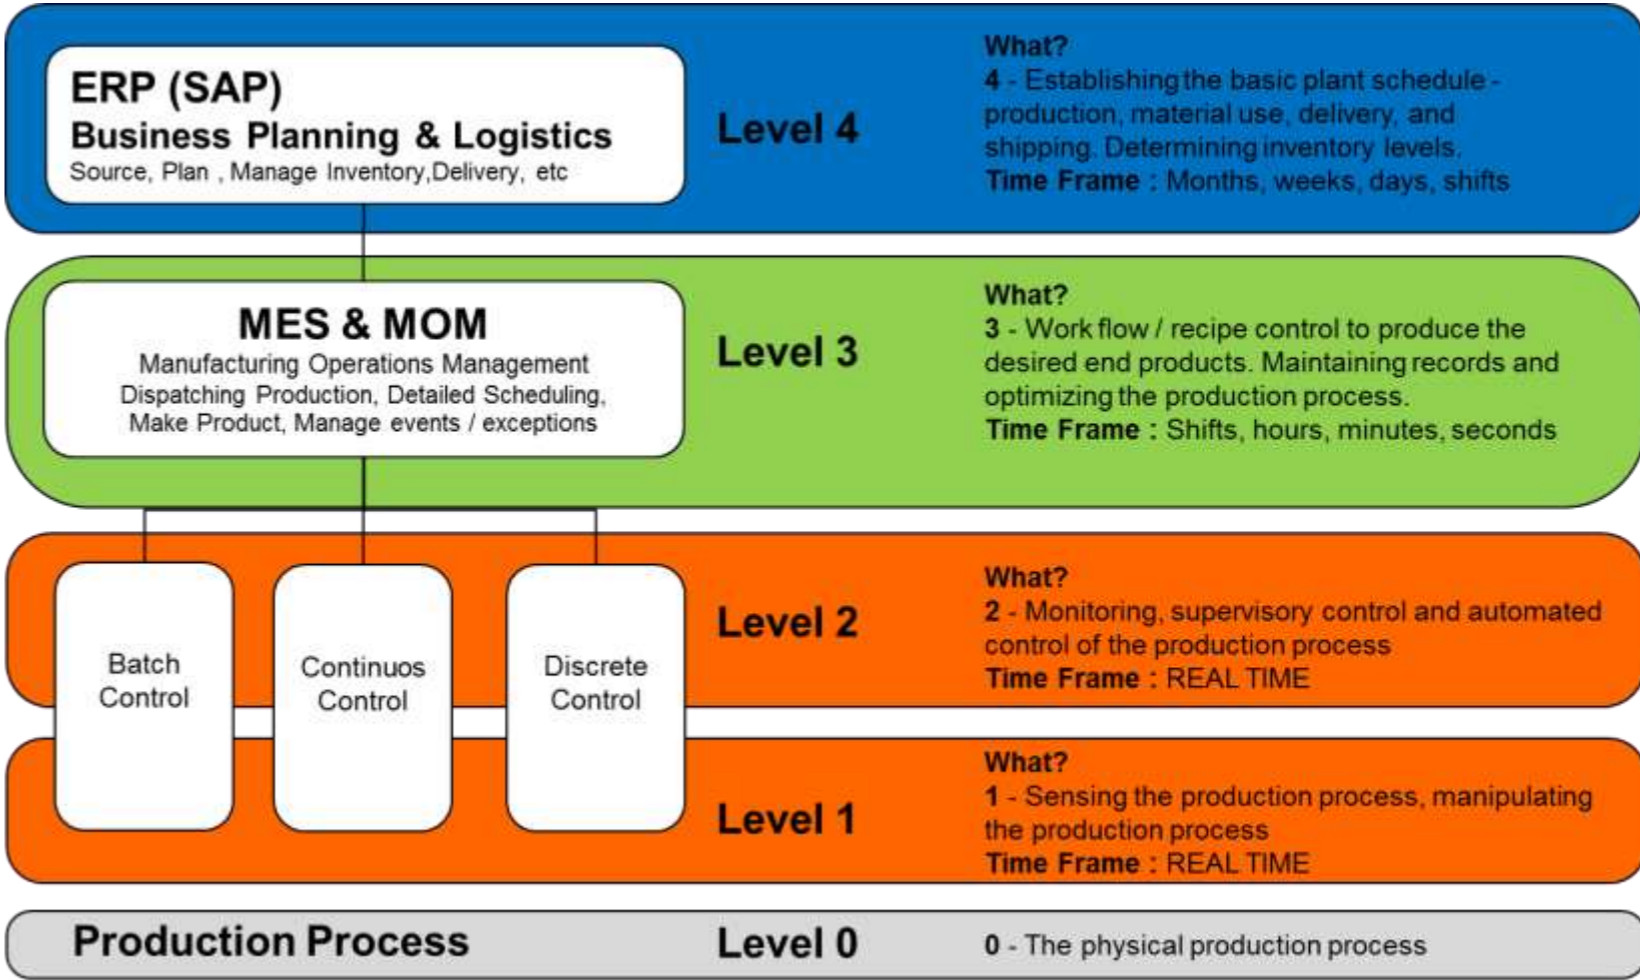 ERP (SAP)
Business Planning & Logistics
Source, Plan , Manage Inventory,Delivery, etc
Level 4
What?
4 - Establishing the basic plant schedule -
production, material use, delivery, and
shipping. Determining inventory levels.
Time Frame : Months, weeks, days, shifts
MES & MOM
Manufacturing Operations Management
Dispatching Production, Detailed Scheduling,
Make Product, Manage events / exceptions
Level 3
What?
3 - Work flow / recipe control to produce the
desired end products. Maintaining records and
optimizing the production process.
Time Frame : Shifts, hours, minutes, seconds
Batch
Control
Continuos
Control
Discrete
Control
Level 2
What?
2 - Monitoring, supervisory control and automated
control of the production process
Time Frame : REAL TIME
Level 1
What?
1 - Sensing the production process, manipulating
the production process
Time Frame : REAL TIME
Production Process
Level 0
0 - The physical production process